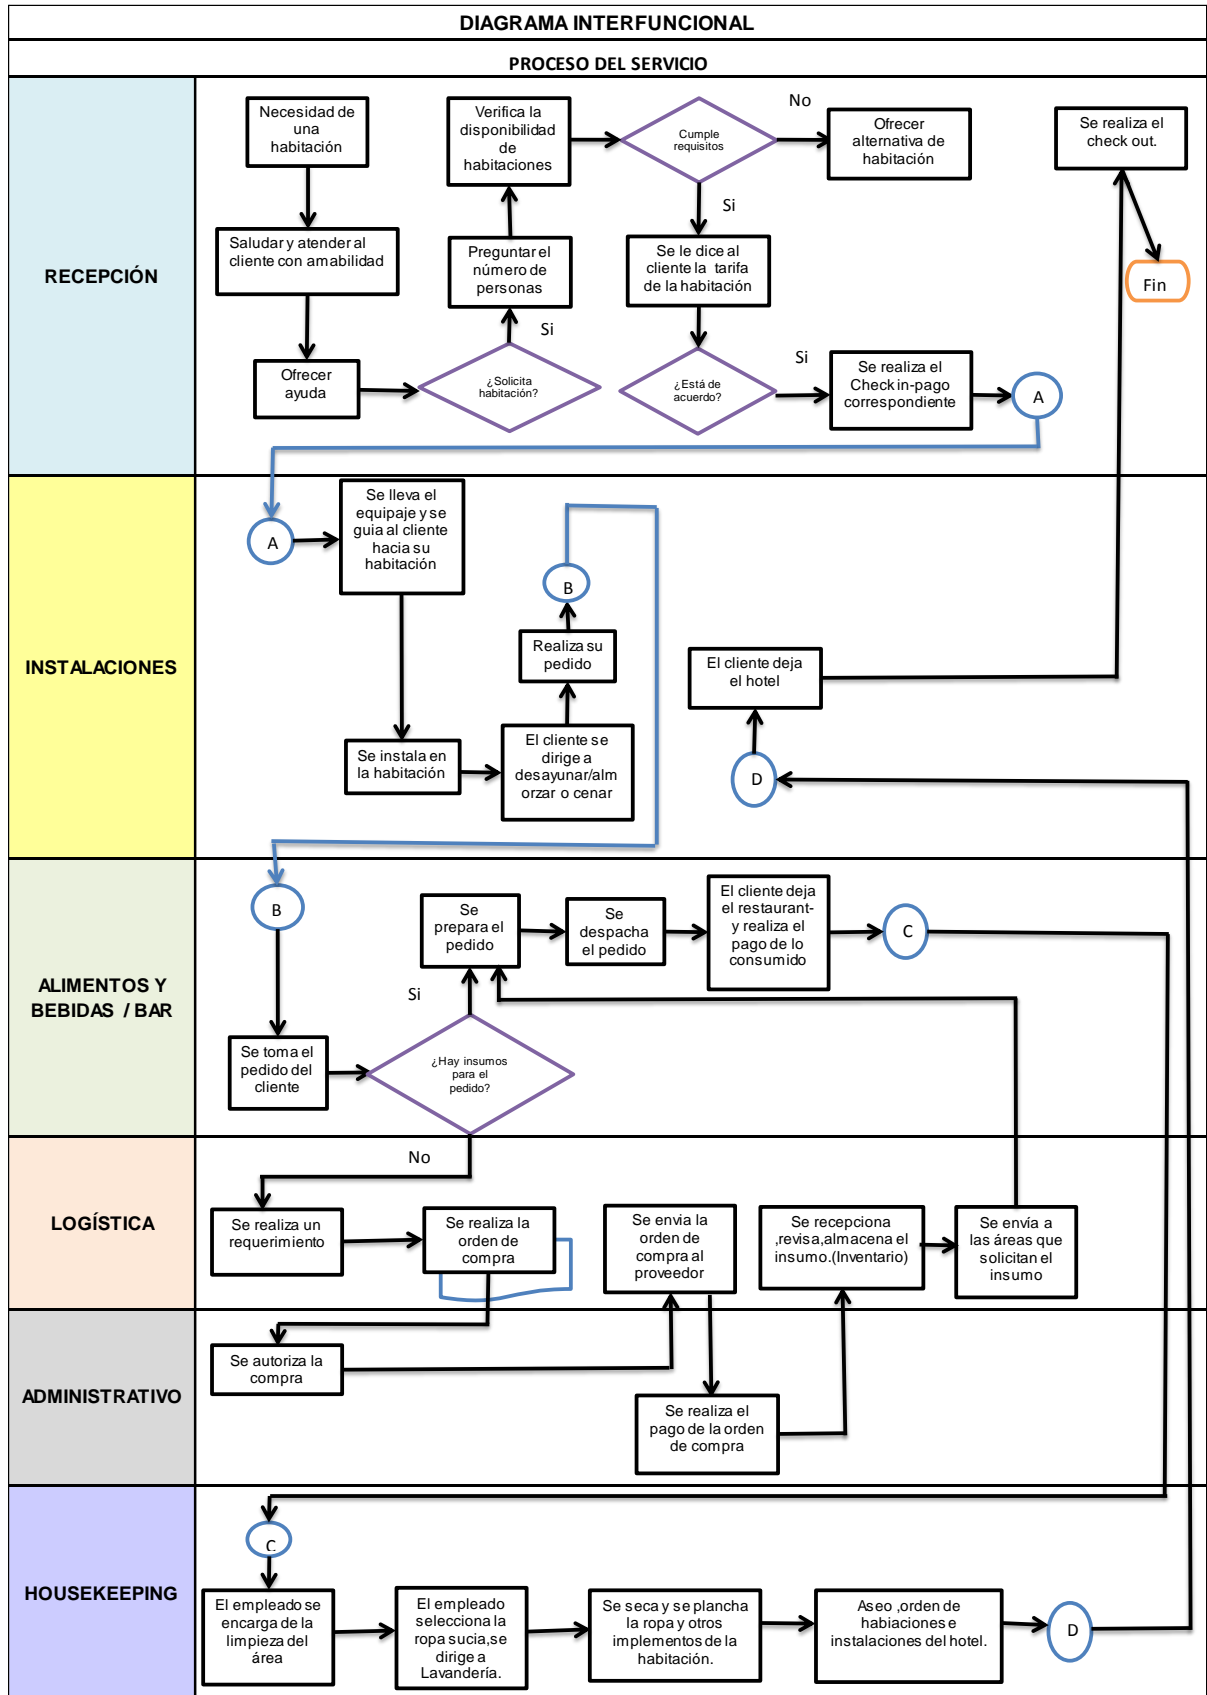 DIAGRAMA INTERFUNCIONAL
PROCESO DEL SERVICIO
RECEPCIÓN
Necesidad de
una
habitación
Saludar y atender al
cliente con amabilidad
Ofrecer
ayuda
¿Solicita
habitación?
Si
Preguntar el
número de
personas
Verifica la
disponibilidad
de
habitaciones
Cumple
requisitos
No
Ofrecer
alternativa de
habitación
Si
Se le dice al
cliente la tarifa
de la habitación
¿Está de
acuerdo?
Si
Se realiza el
Check in-pago
correspondiente
A
Se realiza el
check out.
Fin
INSTALACIONES
A
Se lleva el
equipaje y se
guia al cliente
hacia su
habitación
Se instala en
la habitación
El cliente se
dirige a
desayunar/alm
orzar o cenar
Realiza su
pedido
B
El cliente deja
el hotel
D
ALIMENTOS Y
BEBIDAS / BAR
B
Se toma el
pedido del
cliente
¿Hay insumos
para el
pedido?
Si
Se
prepara el
pedido
Se
despacha
el pedido
El cliente deja
el restaurant-
y realiza el
pago de lo
consumido
C
LOGÍSTICA
No
Se realiza un
requerimiento
Se realiza la
orden de
compra
Se envia la
orden de
compra al
proveedor
Se recepciona
,revisa,almacena el
insumo.(Inventario)
Se envía a
las áreas que
solicitan el
insumo
ADMINISTRATIVO
Se autoriza la
compra
Se realiza el
pago de la orden
de compra
HOUSEKEEPING
C
El empleado se
encarga de la
limpieza del
área
El empleado
selecciona la
ropa sucia,se
dirige a
Lavandería.
Se seca y se plancha
la ropa y otros
implementos de la
habitación.
Aseo ,orden de
habiaciones e
instalaciones del hotel.
D